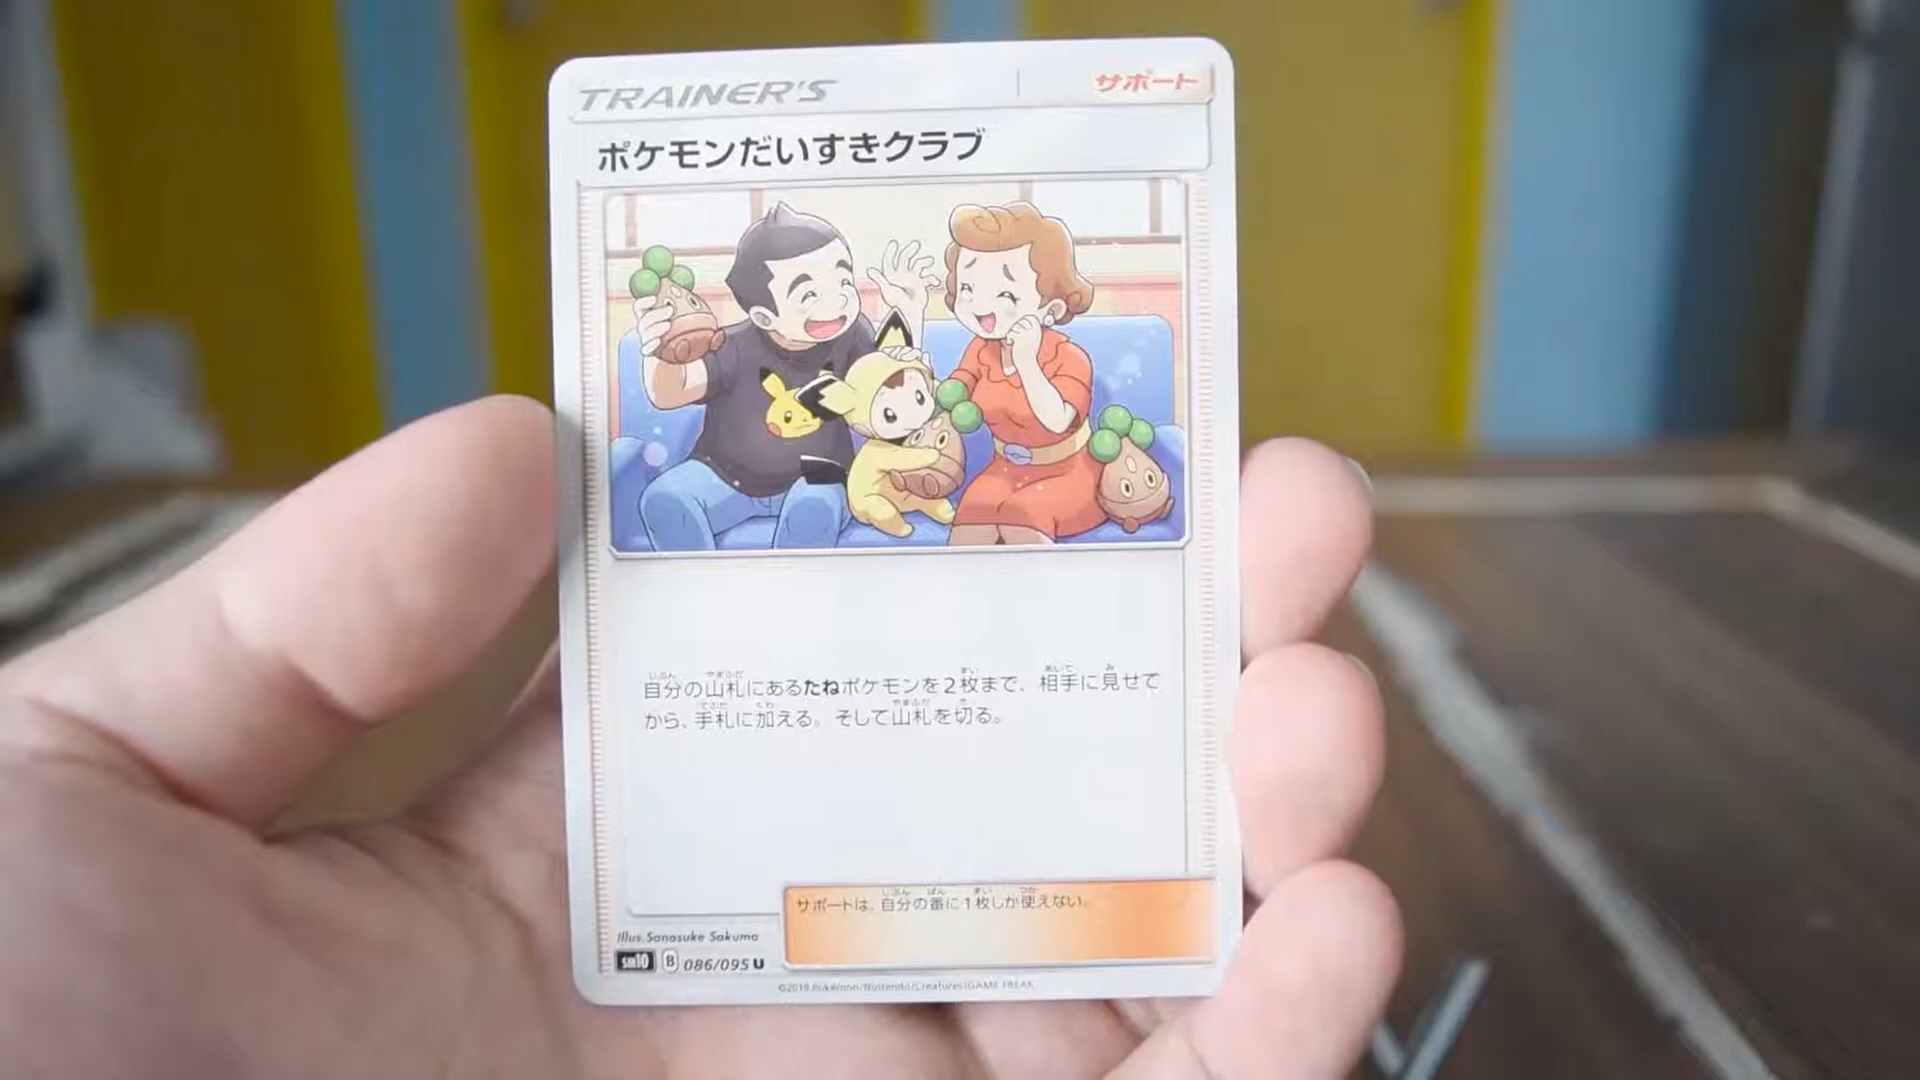 TRAINER'S サポート
ポケモンだいすきクラブ
自分の山札にあるたねポケモンを2枚まで、相手に見せて
から、手札に加える。そして山札を切る。
サポートは、自分の番に1枚しか使えない。
Illus. Sanosuke Sakuma
sm10 B 086/095 U
©2019 Pokémon/Nintendo/Creatures/GAME FREAK